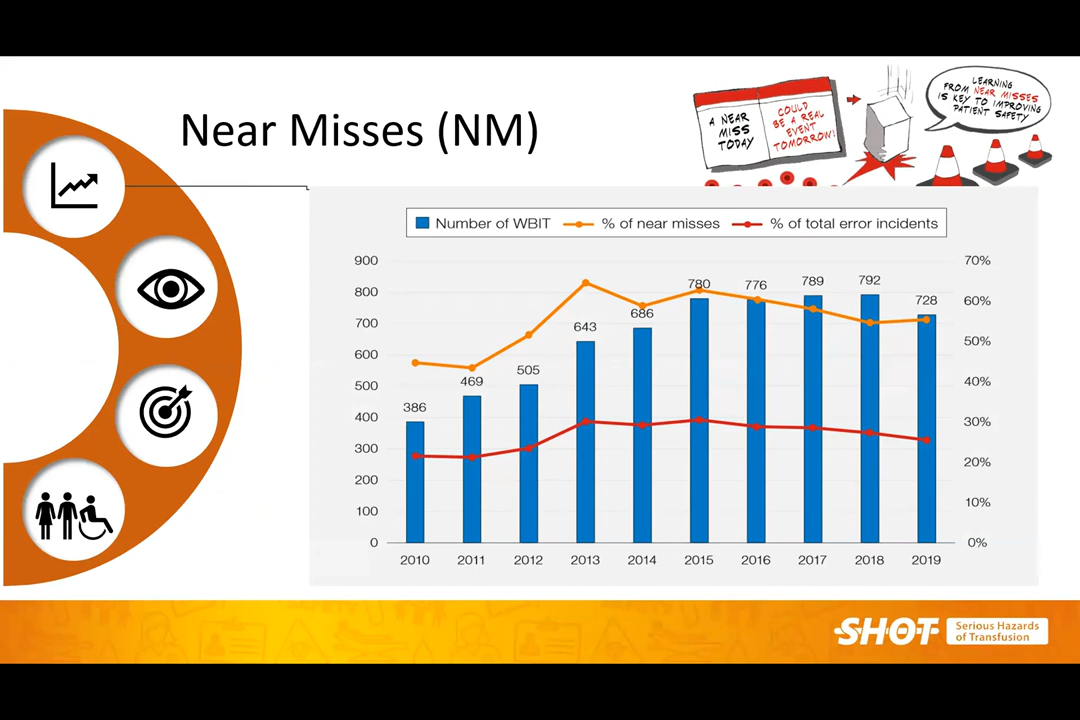 Near Misses (NM)
A NEAR
MISS
TODAY
COULD
BE A REAL
EVENT
TOMORROW!
LEARNING
FROM NEAR MISSES
IS KEY TO IMPROVING
PATIENT SAFETY
Number of WBIT % of near misses % of total error incidents
900 70%
800 60%
700 50%
600 40%
500 30%
400 20%
300 10%
200 0%
100
0
386 469 505 643 686 780 776 789 792 728
2010 2011 2012 2013 2014 2015 2016 2017 2018 2019
SHOT
Serious Hazards
of Transfusion